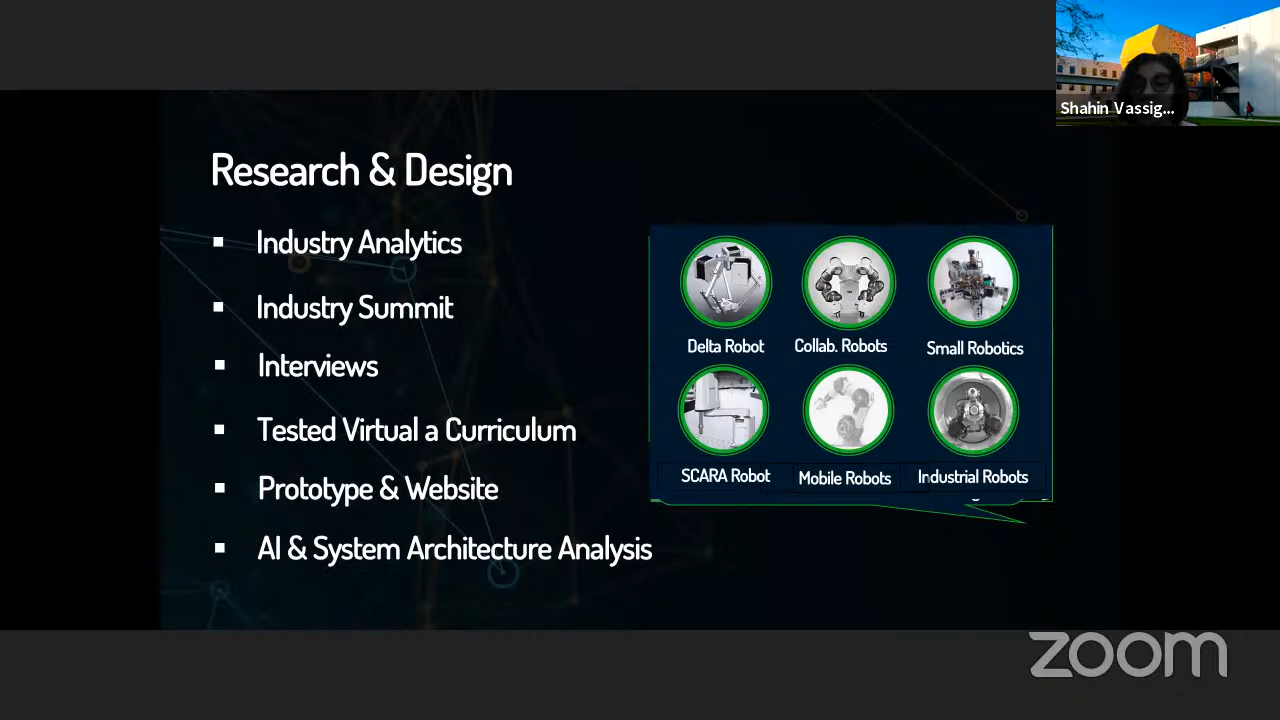 Shahin Vassig...
Research & Design
▪ Industry Analytics
▪ Industry Summit
▪ Interviews
▪ Tested Virtual a Curriculum
▪ Prototype & Website
▪ AI & System Architecture Analysis
Delta Robot
Collab. Robots
Small Robotics
SCARA Robot
Mobile Robots
Industrial Robots
zoom